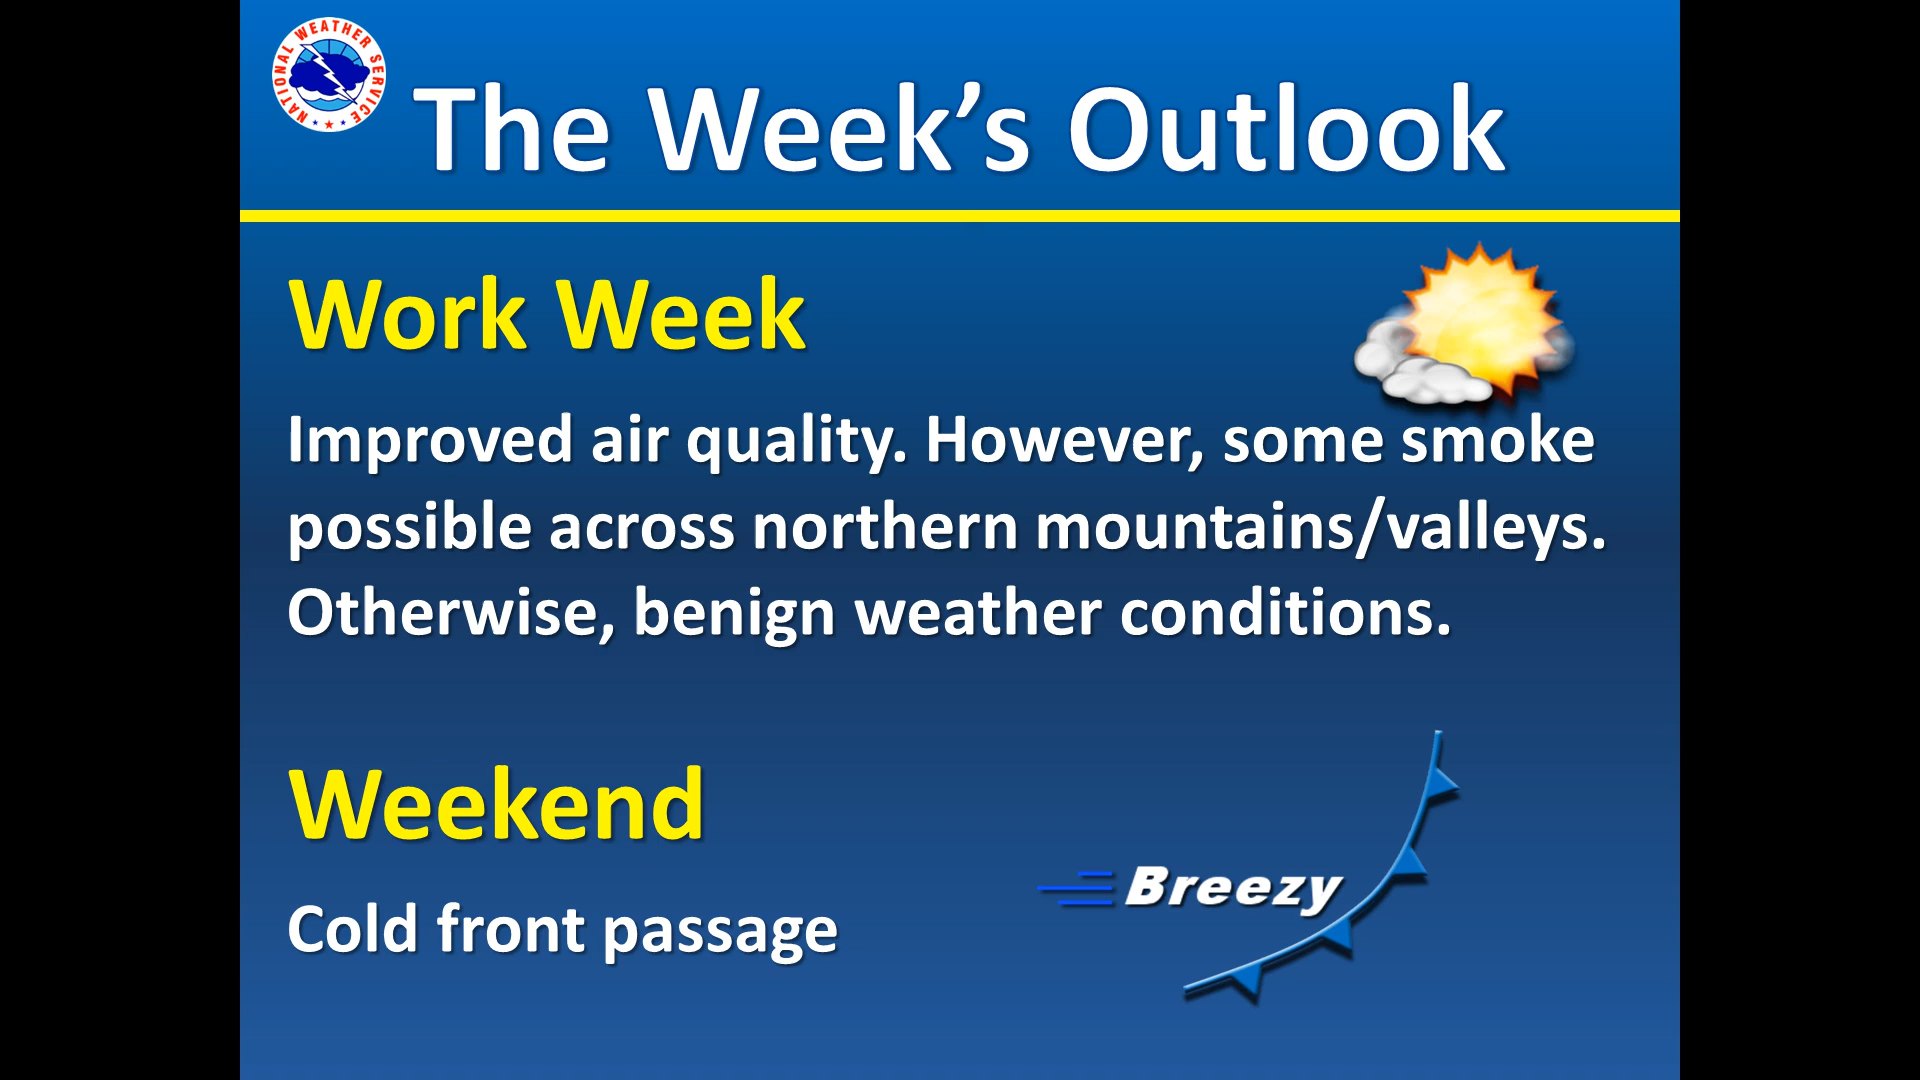 NATIONAL WEATHER SERVICE
The Week’s Outlook
Work Week
Improved air quality. However, some smoke
possible across northern mountains/valleys.
Otherwise, benign weather conditions.
Weekend
Breezy
Cold front passage